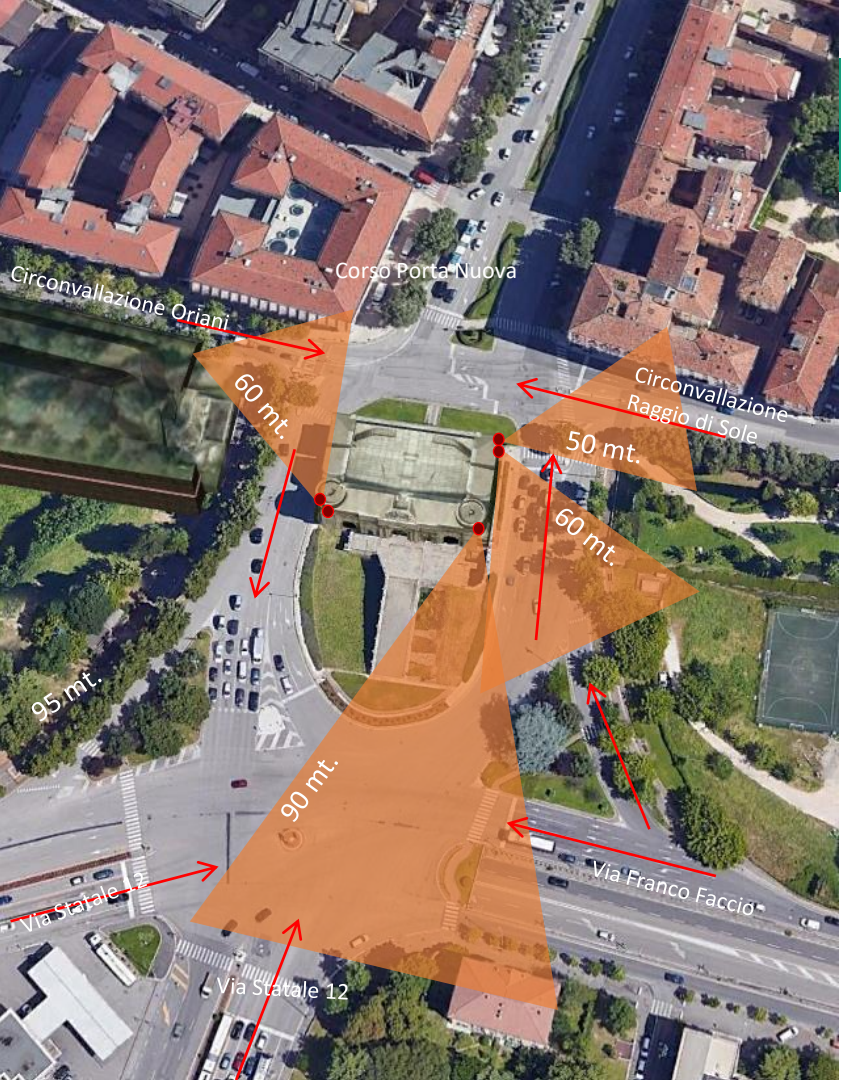 Corso Porta Nuova
Circonvallazione Oriani
60 mt.
Circonvallazione
Raggio di Sole
50 mt.
60 mt.
95 mt.
90 mt.
Via Statale 12
Via Franco Faccio
Via Statale 12